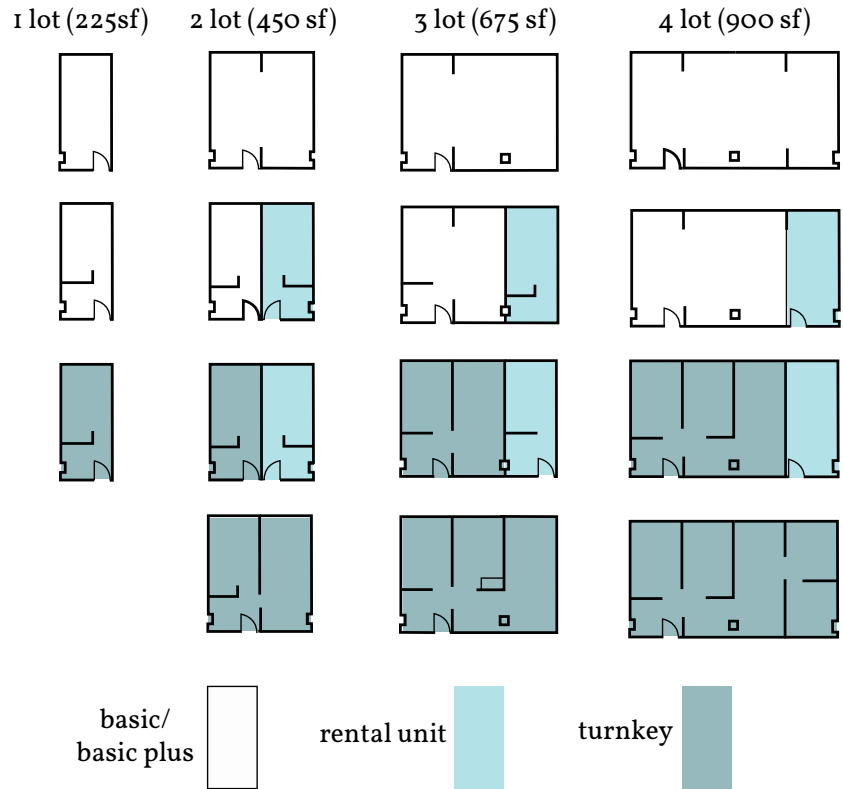 1 lot (225sf)
2 lot (450 sf)
3 lot (675 sf)
4 lot (900 sf)
basic/
basic plus
rental unit
turnkey